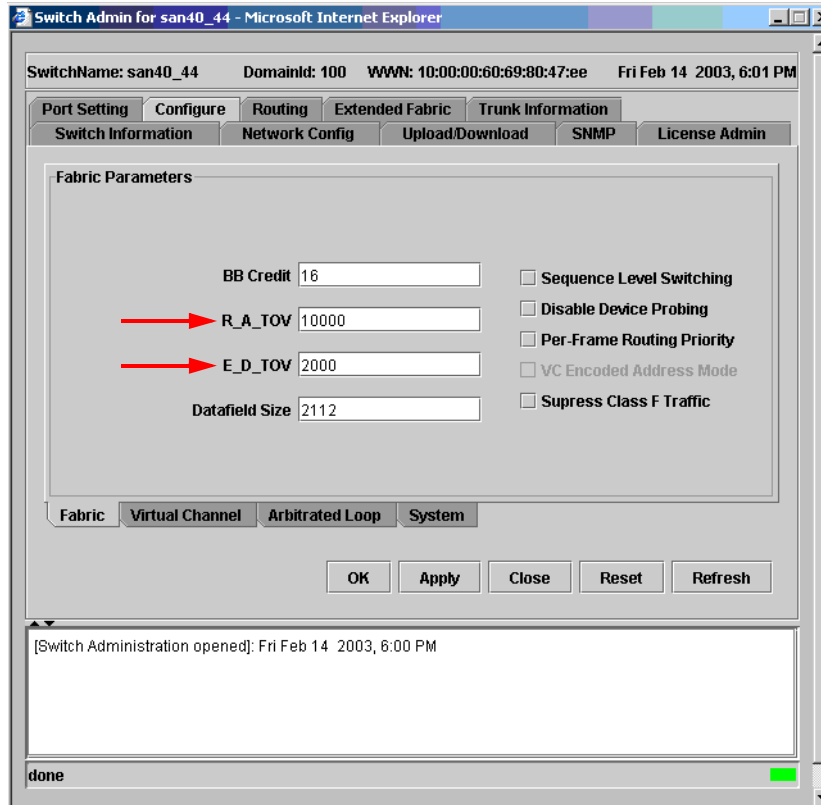 Switch Admin for san40_44 - Microsoft Internet Explorer
SwitchName: san40_44 DomainId: 100 WWN: 10:00:00:60:69:80:47:ee Fri Feb 14 2003, 6:01 PM
Port Setting Configure Routing Extended Fabric Trunk Information
Switch Information Network Config Upload/Download SNMP License Admin
Fabric Parameters
BB Credit 16
R_A_TOV 10000
E_D_TOV 2000
Datafield Size 2112
Sequence Level Switching
Disable Device Probing
Per-Frame Routing Priority
VC Encoded Address Mode
Supress Class F Traffic
Fabric Virtual Channel Arbitrated Loop System
OK Apply Close Reset Refresh
[Switch Administration opened]: Fri Feb 14 2003, 6:00 PM
done